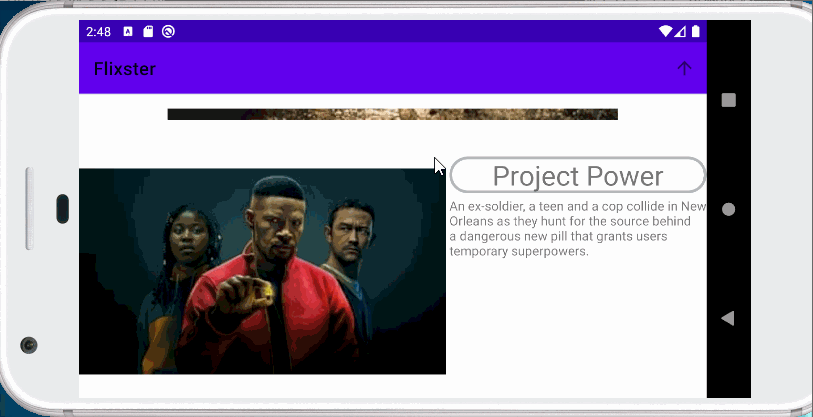 2:48
Flixster
Project Power
An ex-soldier, a teen and a cop collide in New
Orleans as they hunt for the source behind
a dangerous new pill that grants users
temporary superpowers.